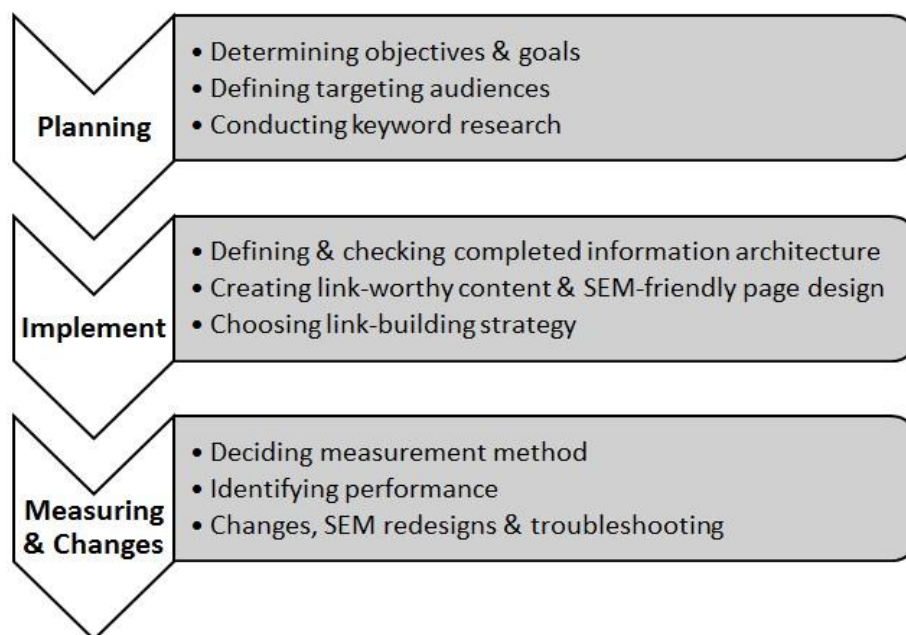 Planning
• Determining objectives & goals
• Defining targeting audiences
• Conducting keyword research
Implement
• Defining & checking completed information architecture
• Creating link-worthy content & SEM-friendly page design
• Choosing link-building strategy
Measuring
& Changes
• Deciding measurement method
• Identifying performance
• Changes, SEM redesigns & troubleshooting